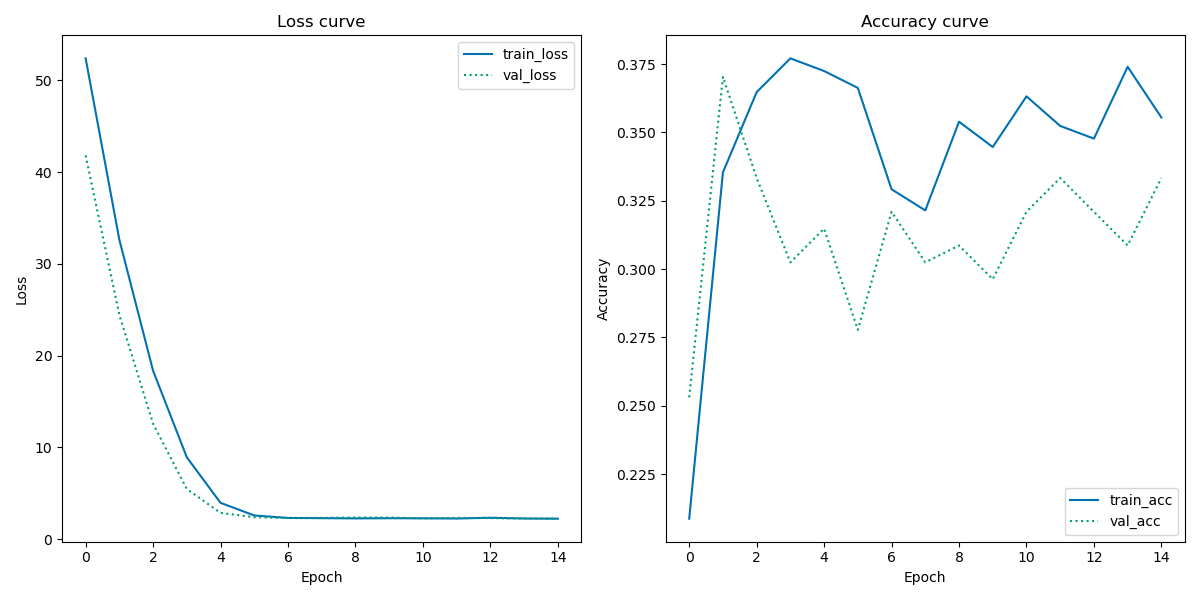 Loss curve
train_loss
val_loss
50
40
30
20
10
0
Loss
0 2 4 6 8 10 12 14
Epoch
Accuracy curve
0.375
0.350
0.325
0.300
0.275
0.250
0.225
Accuracy
train_acc
val_acc
0 2 4 6 8 10 12 14
Epoch